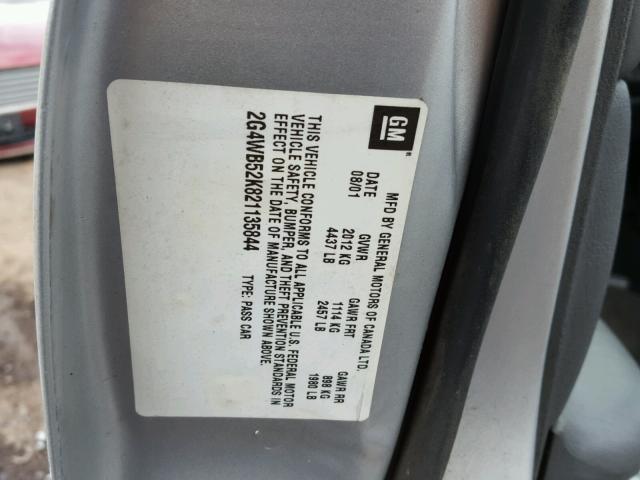 GM
MFD BY GENERAL MOTORS OF CANADA LTD.
DATE GVWR GAWR FRT GAWR RR
08/01 2012 KG 1114 KG 898 KG
4437 LB 2457 LB 1980 LB
THIS VEHICLE CONFORMS TO ALL APPLICABLE U.S. FEDERAL MOTOR
VEHICLE SAFETY, BUMPER, AND THEFT PREVENTION STANDARDS IN
EFFECT ON THE DATE OF MANUFACTURE SHOWN ABOVE.
2G4WB52K821135844 TYPE: PASS CAR